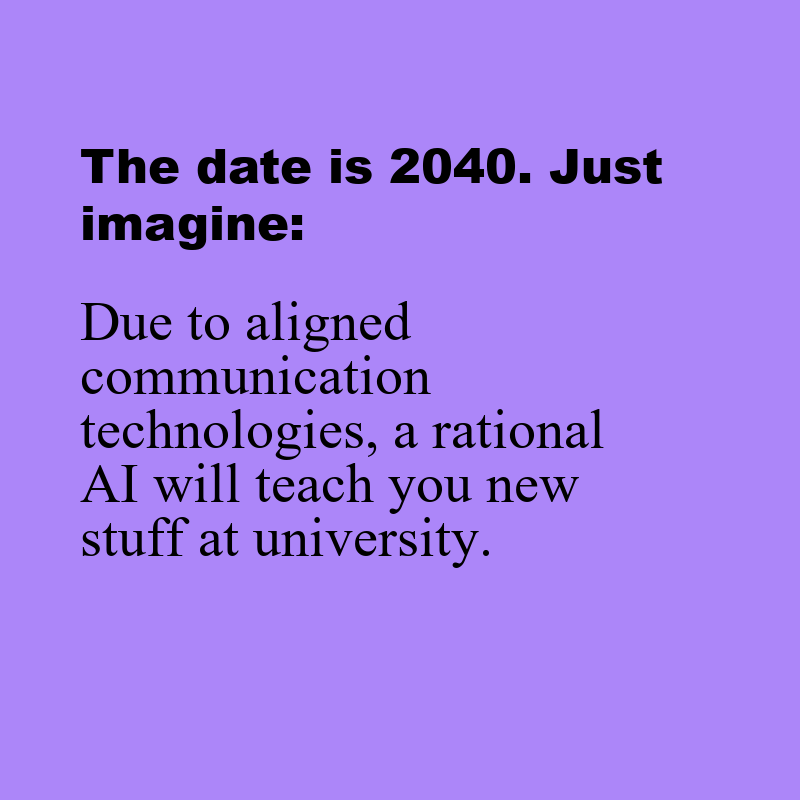 The date is 2040. Just
imagine:
Due to aligned
communication
technologies, a rational
AI will teach you new
stuff at university.